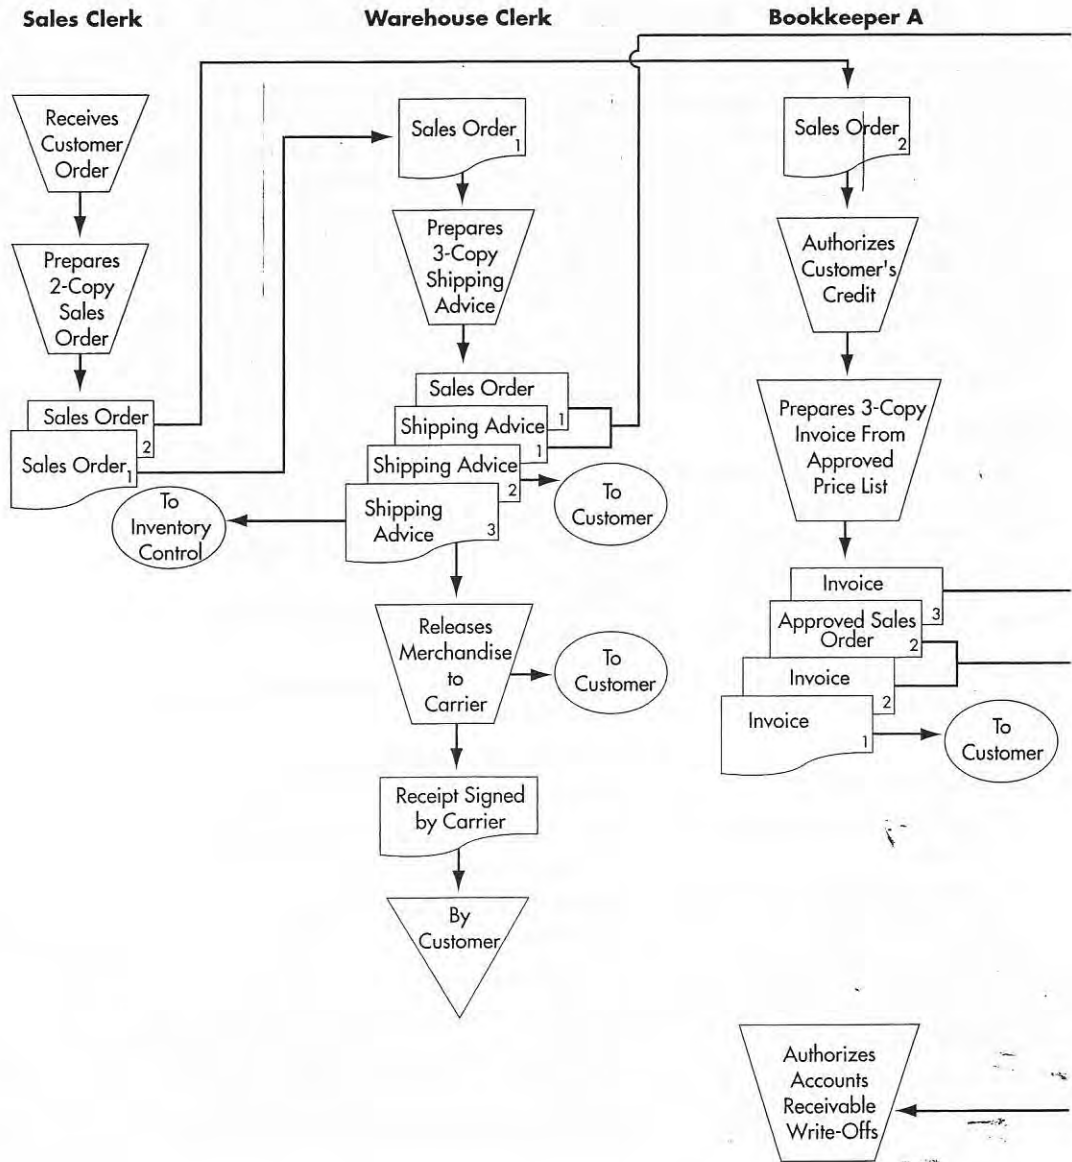 Sales Clerk
Warehouse Clerk
Bookkeeper A
Receives
Customer
Order
Prepares
2-Copy
Sales
Order
Sales Order
2
Sales Order
1
To
Inventory
Control
Sales Order
1
Prepares
3-Copy
Shipping
Advice
Sales Order
1
Shipping Advice
1
Shipping Advice
2
Shipping
Advice
3
To
Customer
Releases
Merchandise
to
Carrier
To
Customer
Receipt Signed
by Carrier
By
Customer
Sales Order
2
Authorizes
Customer's
Credit
Prepares 3-Copy
Invoice From
Approved
Price List
Invoice
3
Approved Sales
Order
2
Invoice
2
Invoice
1
To
Customer
Authorizes
Accounts
Receivable
Write-Offs